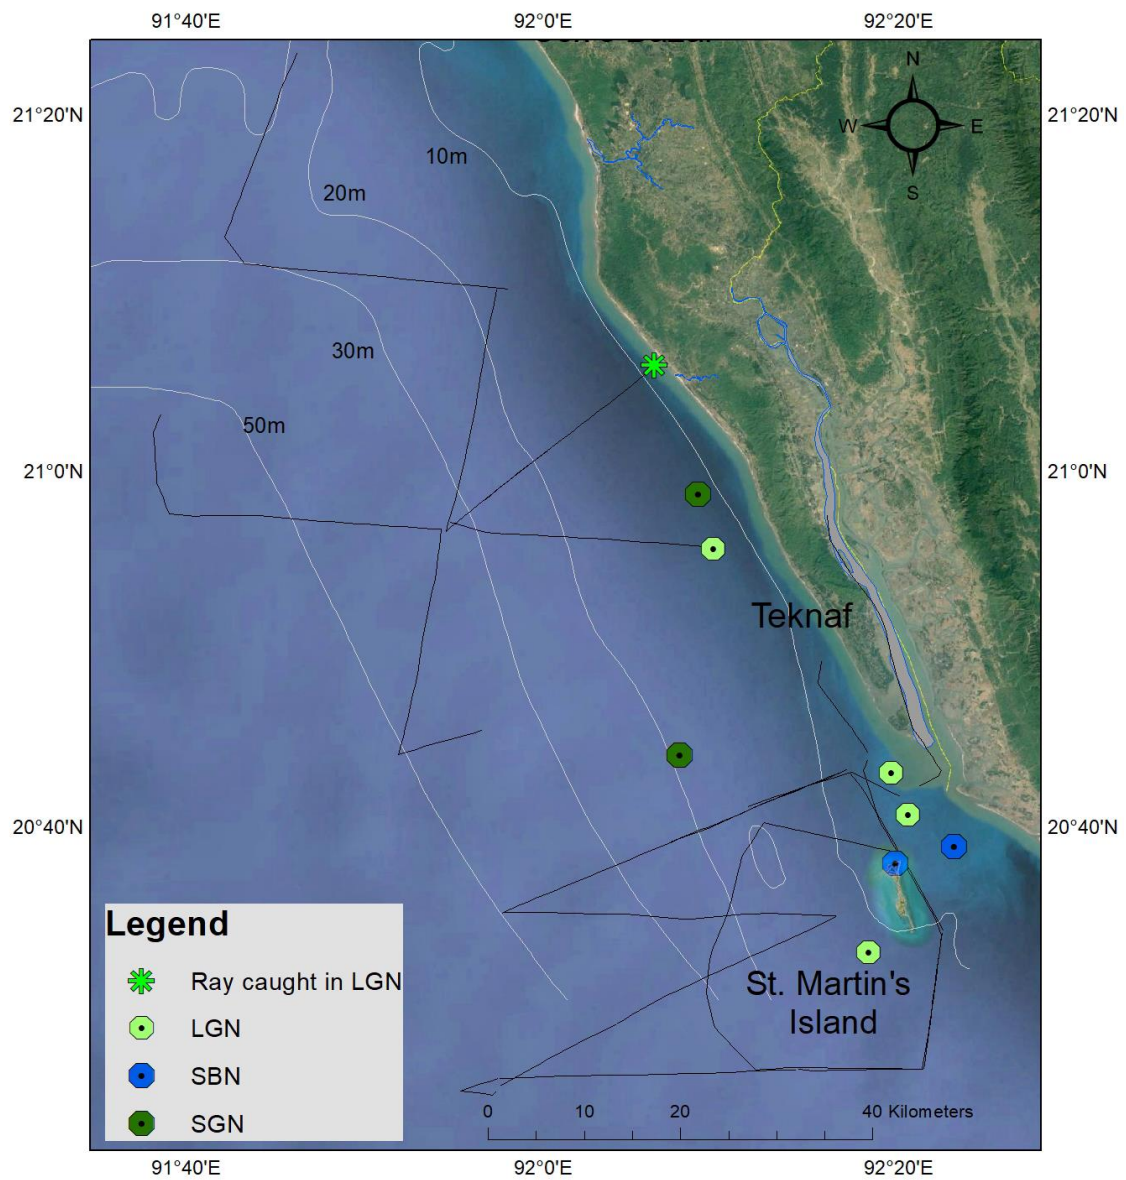 91°40'E 92°0'E 92°20'E
N
21°20'N 21°20'N
W E
10m
S
20m
30m
50m
21°0'N 21°0'N
Teknaf
20°40'N 20°40'N
St. Martin's
Island
Legend
Ray caught in LGN
LGN
SBN
SGN
0 10 20 40 Kilometers
91°40'E 92°0'E 92°20'E